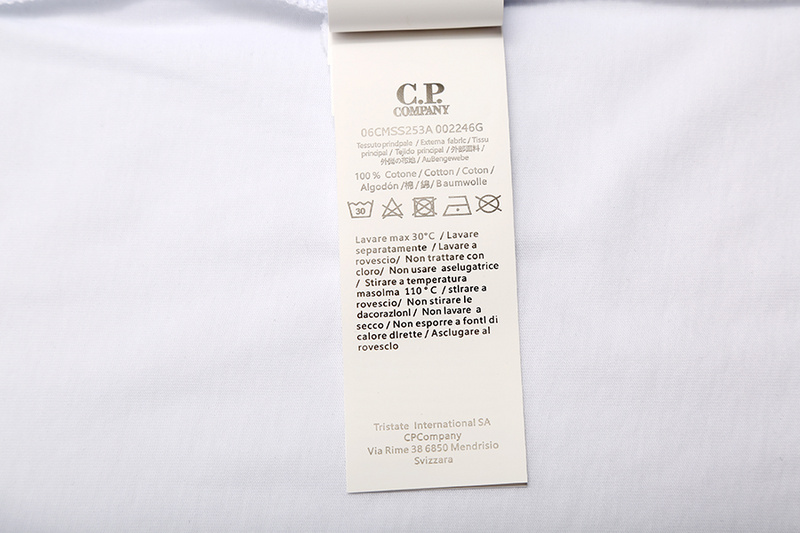 C.P.
COMPANY
06CMSS253A 002246G
Tessuto principale / Externa fabric / Tissu
principal / Tejido principal / 外部面料 /
外側の布地 / Außengewebe
100 % Cotone / Cotton / Coton /
Algodón /棉/ 綿/ Baumwolle
30
Lavare max 30°C / Lavare
separatamente / Lavare a
rovescio/ Non trattare con
cloro/ Non usare aselugatrice
/ Stirare a temperatura
masolma 110 ° C / stlrare a
rovescio/ Non stirare le
dacorazlonl / Non lavare a
secco / Non esporre a fontl di
calore dlrette / Asclugare al
rovesclo
Tristate International SA
CPCompany
Via Rime 38 6850 Mendrislo
Svizzara